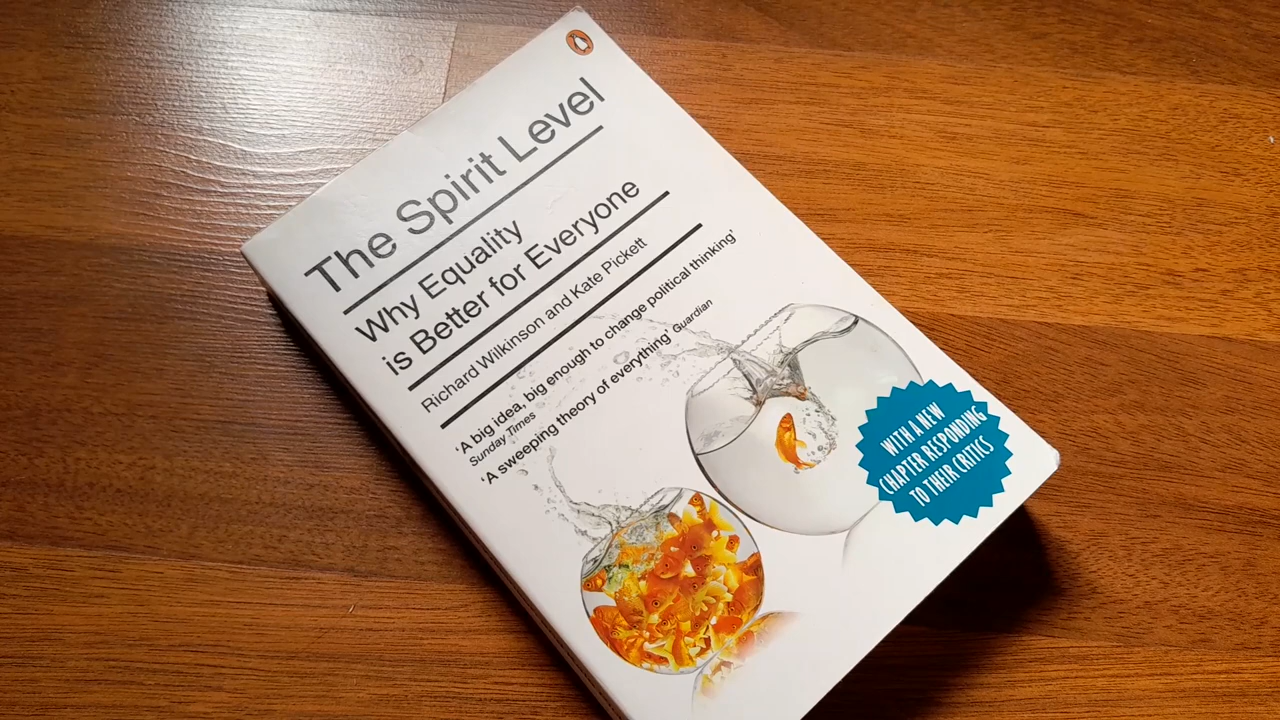 The Spirit Level
Why Equality
is Better for Everyone
Richard Wilkinson and Kate Pickett
‘A big idea, big enough to change political thinking’
Sunday Times
‘A sweeping theory of everything’ Guardian
WITH A NEW
CHAPTER RESPONDING
TO THEIR CRITICS